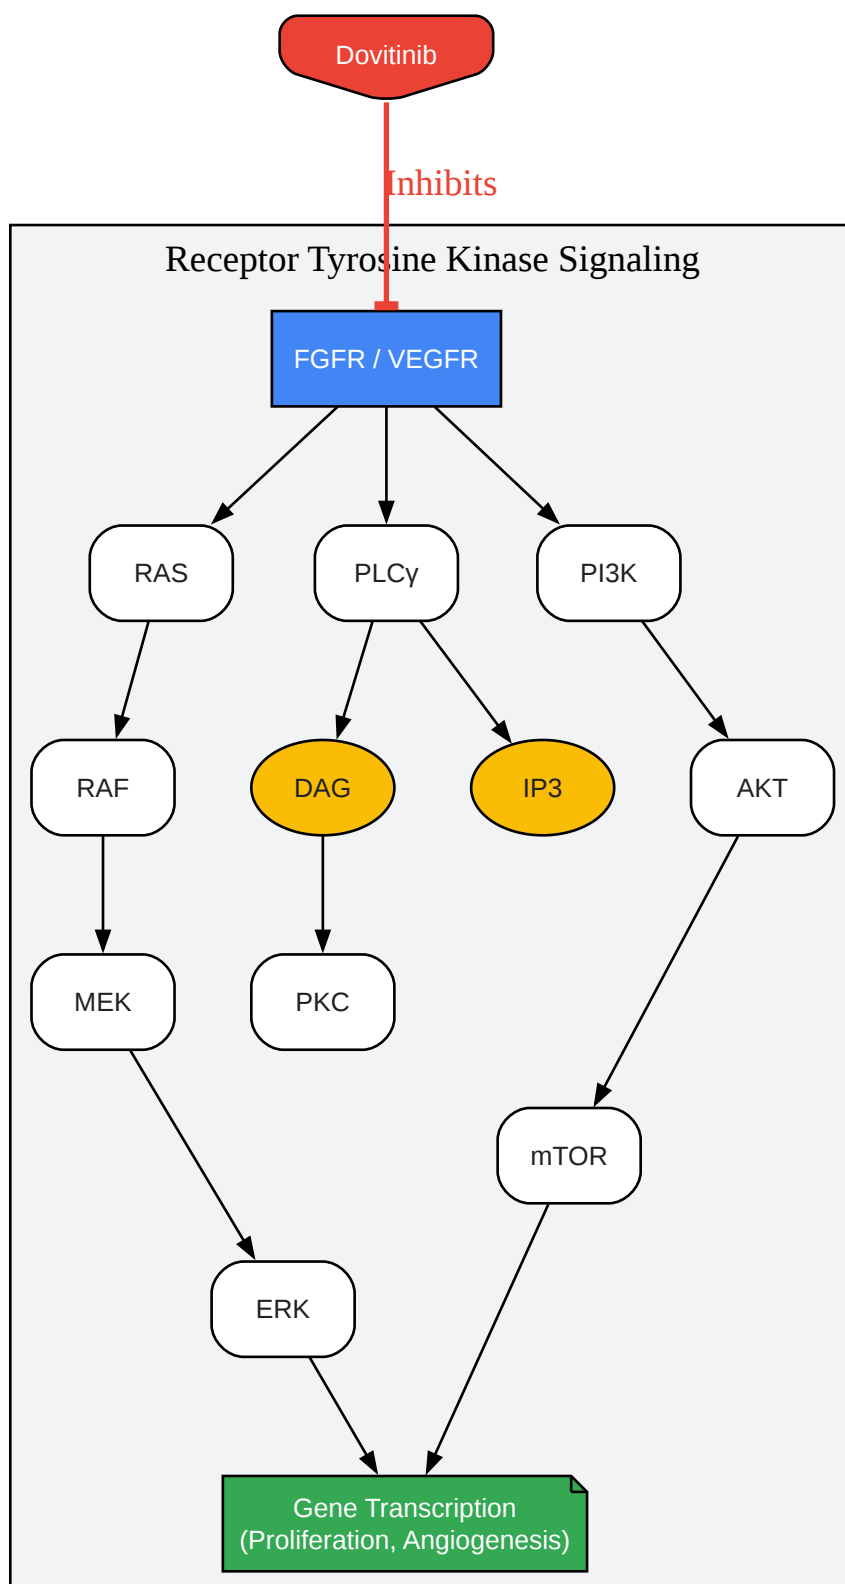 Dovitinib
Inhibits
Receptor Tyrosine Kinase Signaling
FGFR / VEGFR
RAS
PLCγ
PI3K
RAF
DAG
IP3
AKT
MEK
PKC
mTOR
ERK
Gene Transcription
(Proliferation, Angiogenesis)